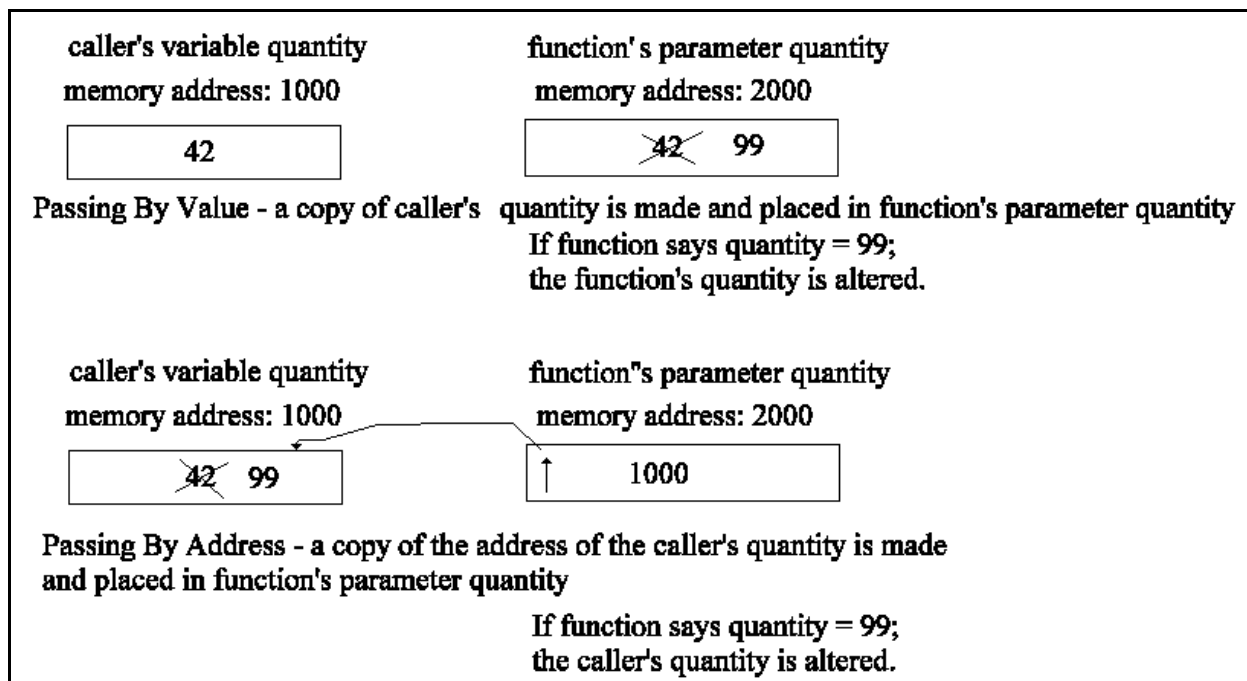 caller's variable quantity
function's parameter quantity
memory address: 1000
memory address: 2000
42
42 99
Passing By Value - a copy of caller's quantity is made and placed in function's parameter quantity
If function says quantity = 99;
the function's quantity is altered.
caller's variable quantity
function"s parameter quantity
memory address: 1000
memory address: 2000
42 99
1000
Passing By Address - a copy of the address of the caller's quantity is made
and placed in function's parameter quantity
If function says quantity = 99;
the caller's quantity is altered.